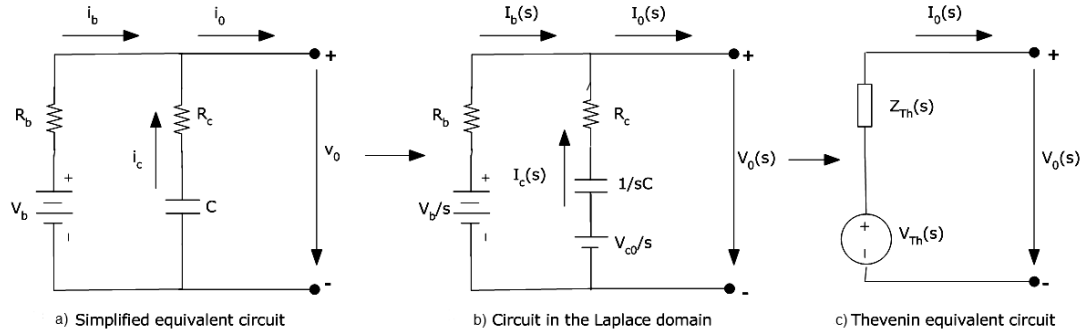 i_b
i_0
R_b
R_c
i_c
v_0
V_b
C
+
-
+
-
a) Simplified equivalent circuit
I_b(s)
I_0(s)
R_b
R_c
I_c(s)
V_0(s)
1/sC
V_b/s
V_c0/s
+
-
+
-
b) Circuit in the Laplace domain
I_0(s)
Z_Th(s)
V_0(s)
V_Th(s)
+
-
+
-
c) Thevenin equivalent circuit